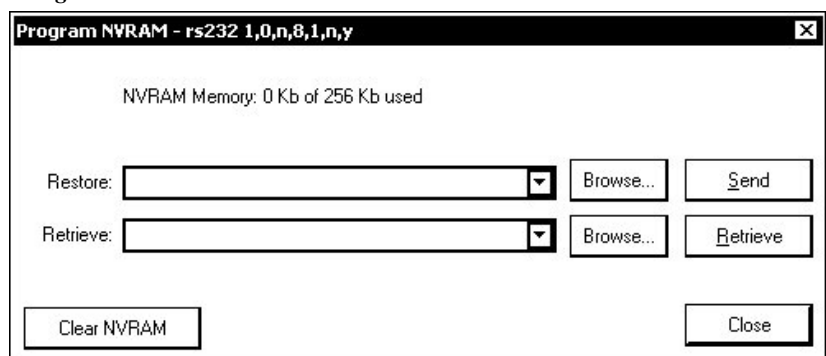 Program NVRAM - rs232 1,0,n,8,1,n,y
NVRAM Memory: 0 Kb of 256 Kb used
Restore: Browse... Send
Retrieve: Browse... Retrieve
Clear NVRAM Close